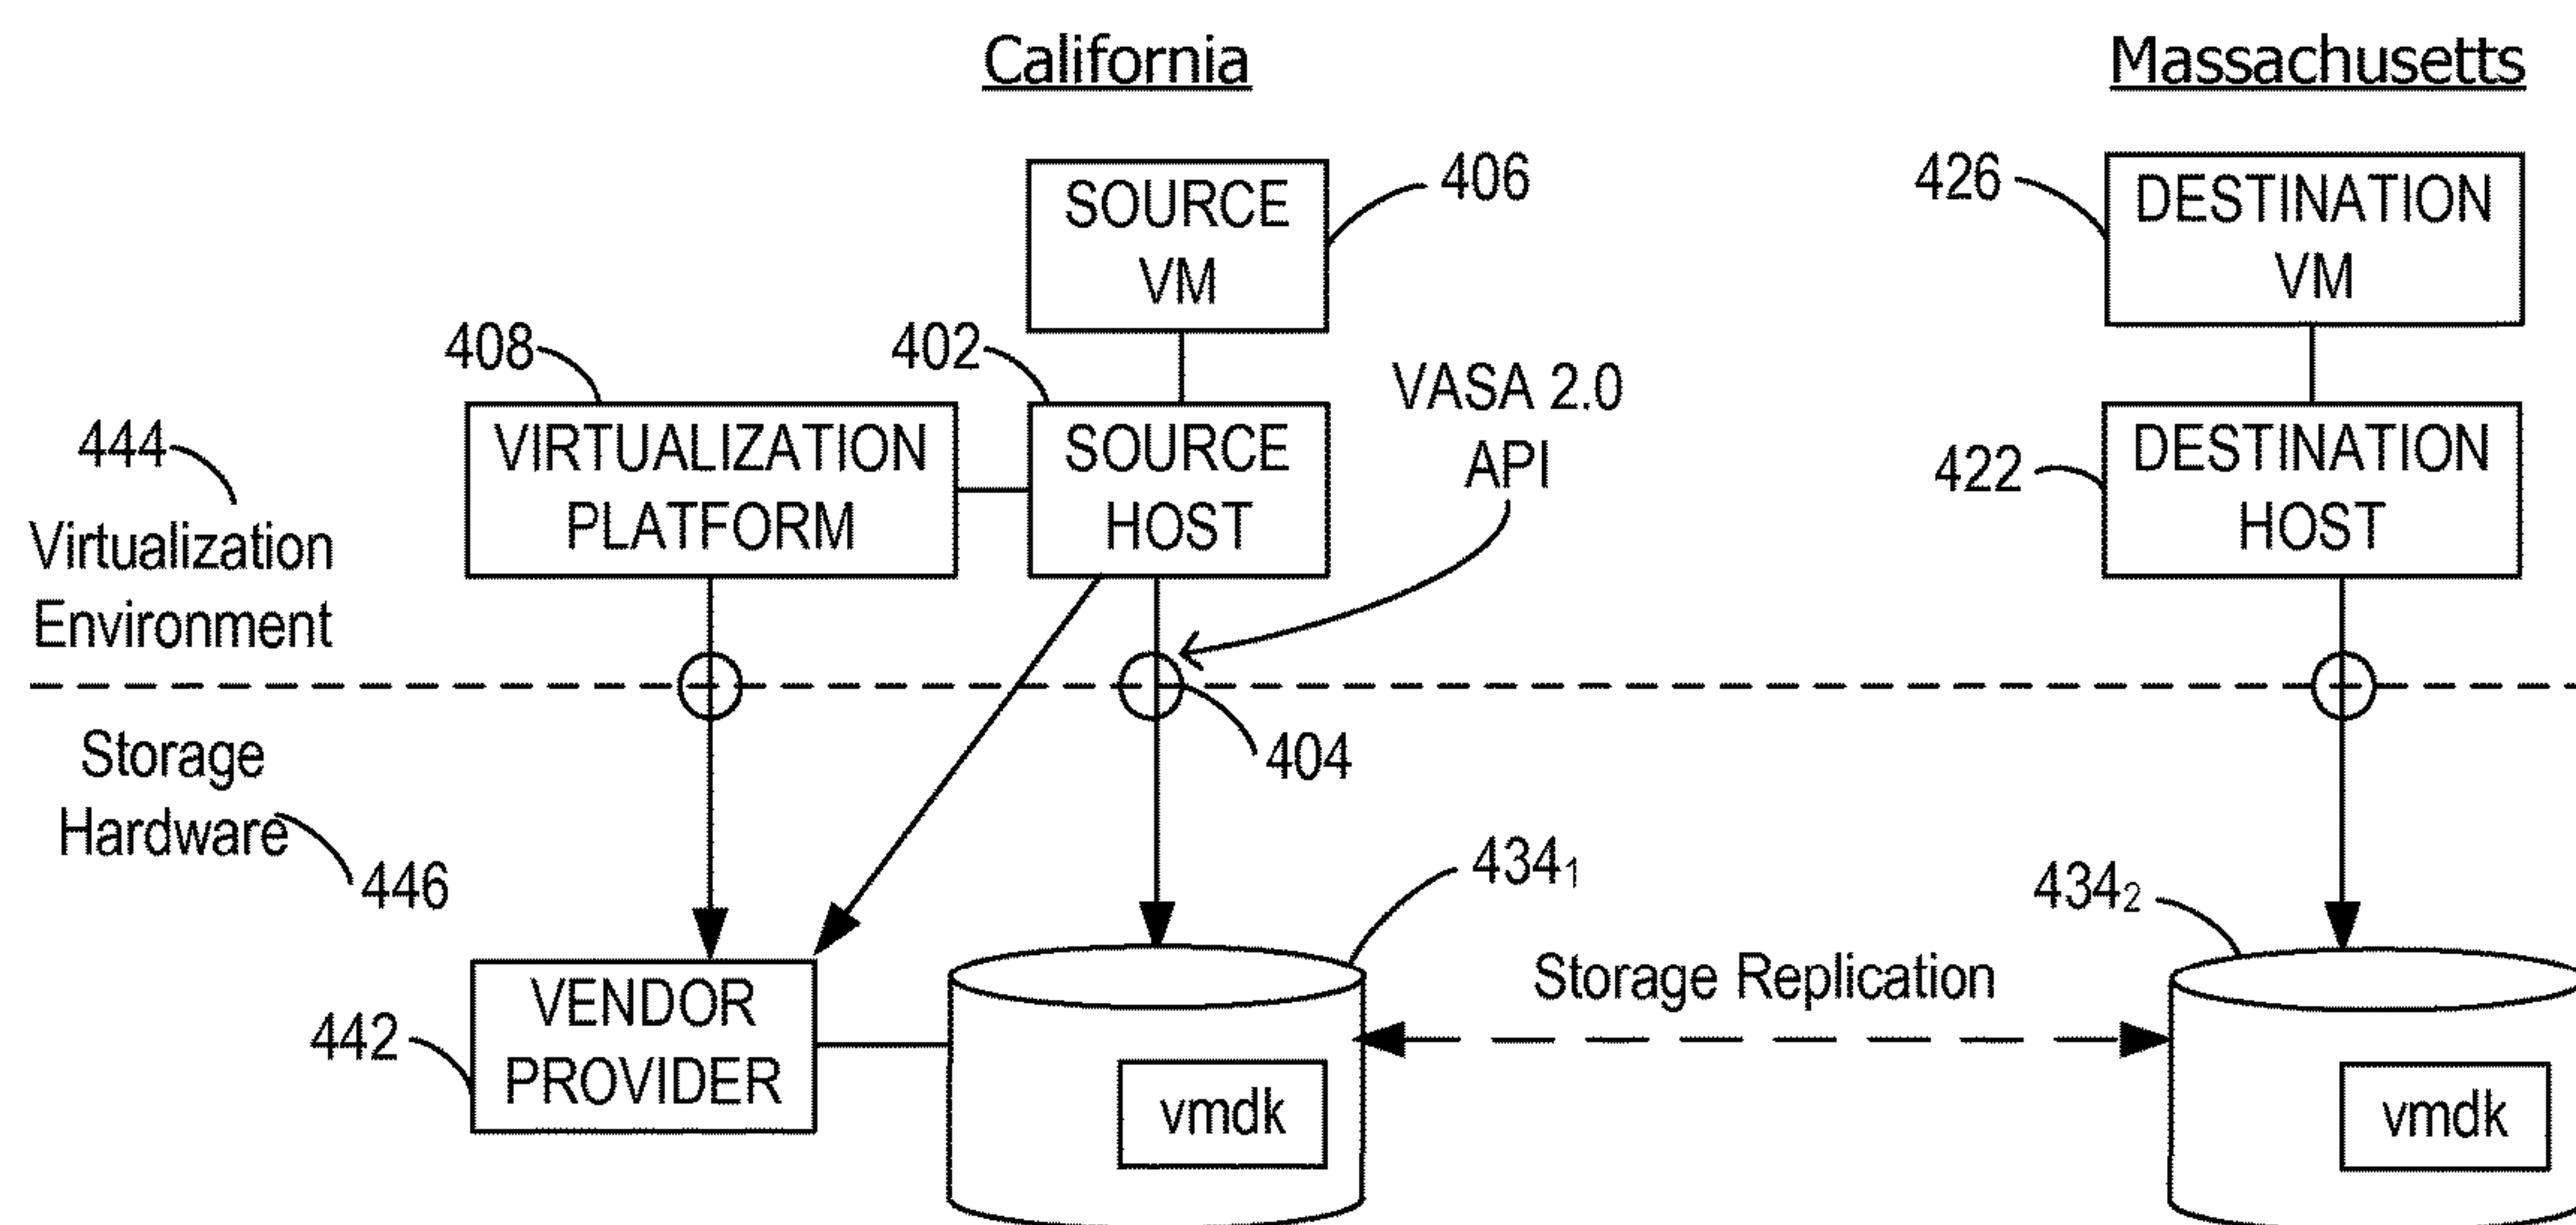 California
Massachusetts
SOURCE
VM
406
426
DESTINATION
VM
408
402
VASA 2.0
API
444
Virtualization
Environment
VIRTUALIZATION
PLATFORM
SOURCE
HOST
422
DESTINATION
HOST
404
Storage
Hardware
446
434₁
434₂
Storage Replication
442
VENDOR
PROVIDER
vmdk
vmdk